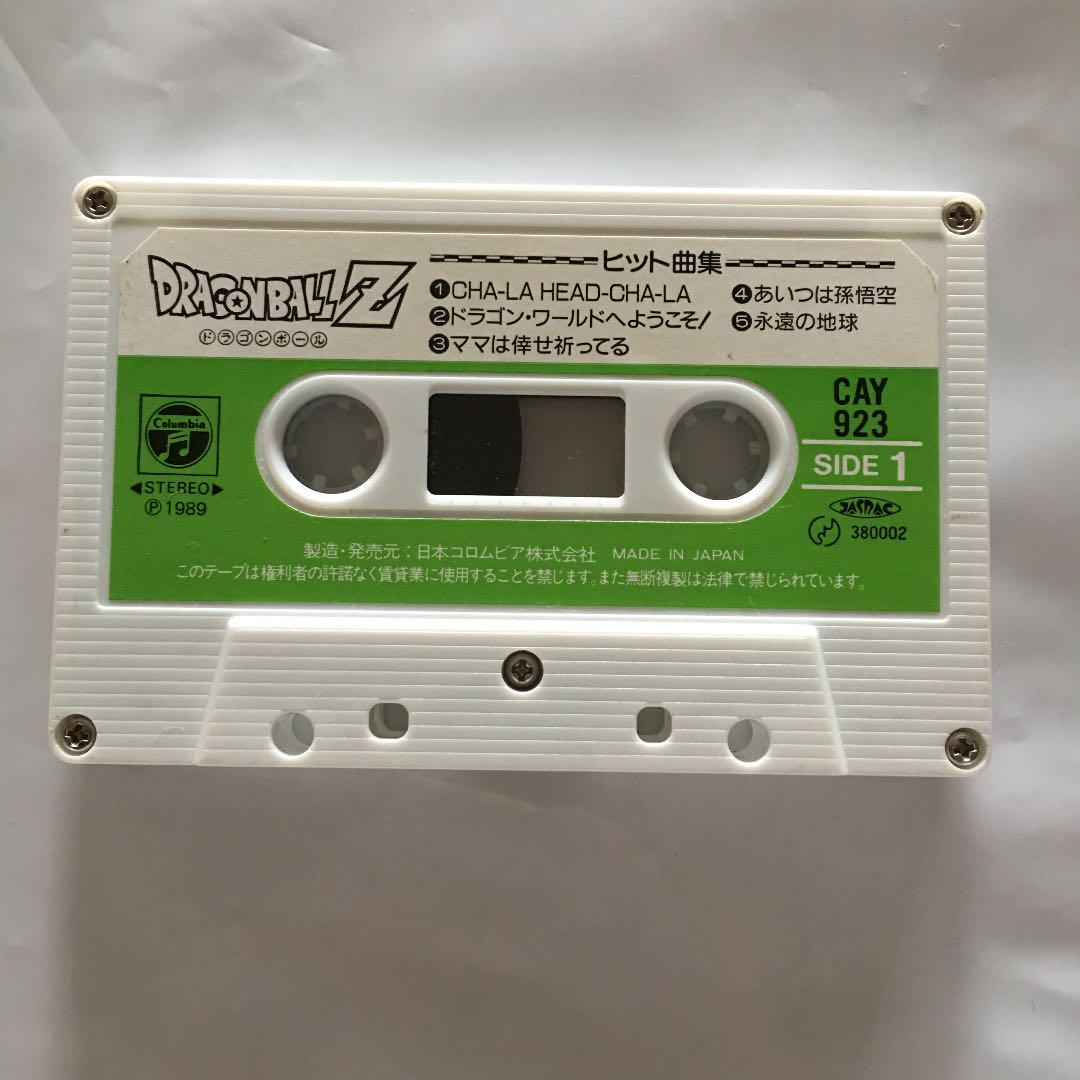 DRAGONBALL Z
ドラゴンボール
ヒット曲集
❶CHA-LA HEAD-CHA-LA
❷ドラゴン・ワールドへようこそ!
❸ママは倖せ祈ってる
❹あいつは孫悟空
❺永遠の地球
Columbia
◀STEREO▶
Ⓟ1989
CAY
923
SIDE 1
JASRAC
380002
製造・発売元：日本コロムビア株式会社 MADE IN JAPAN
このテープは権利者の許諾なく賃貸業に使用することを禁じます。また無断複製は法律で禁じられています。